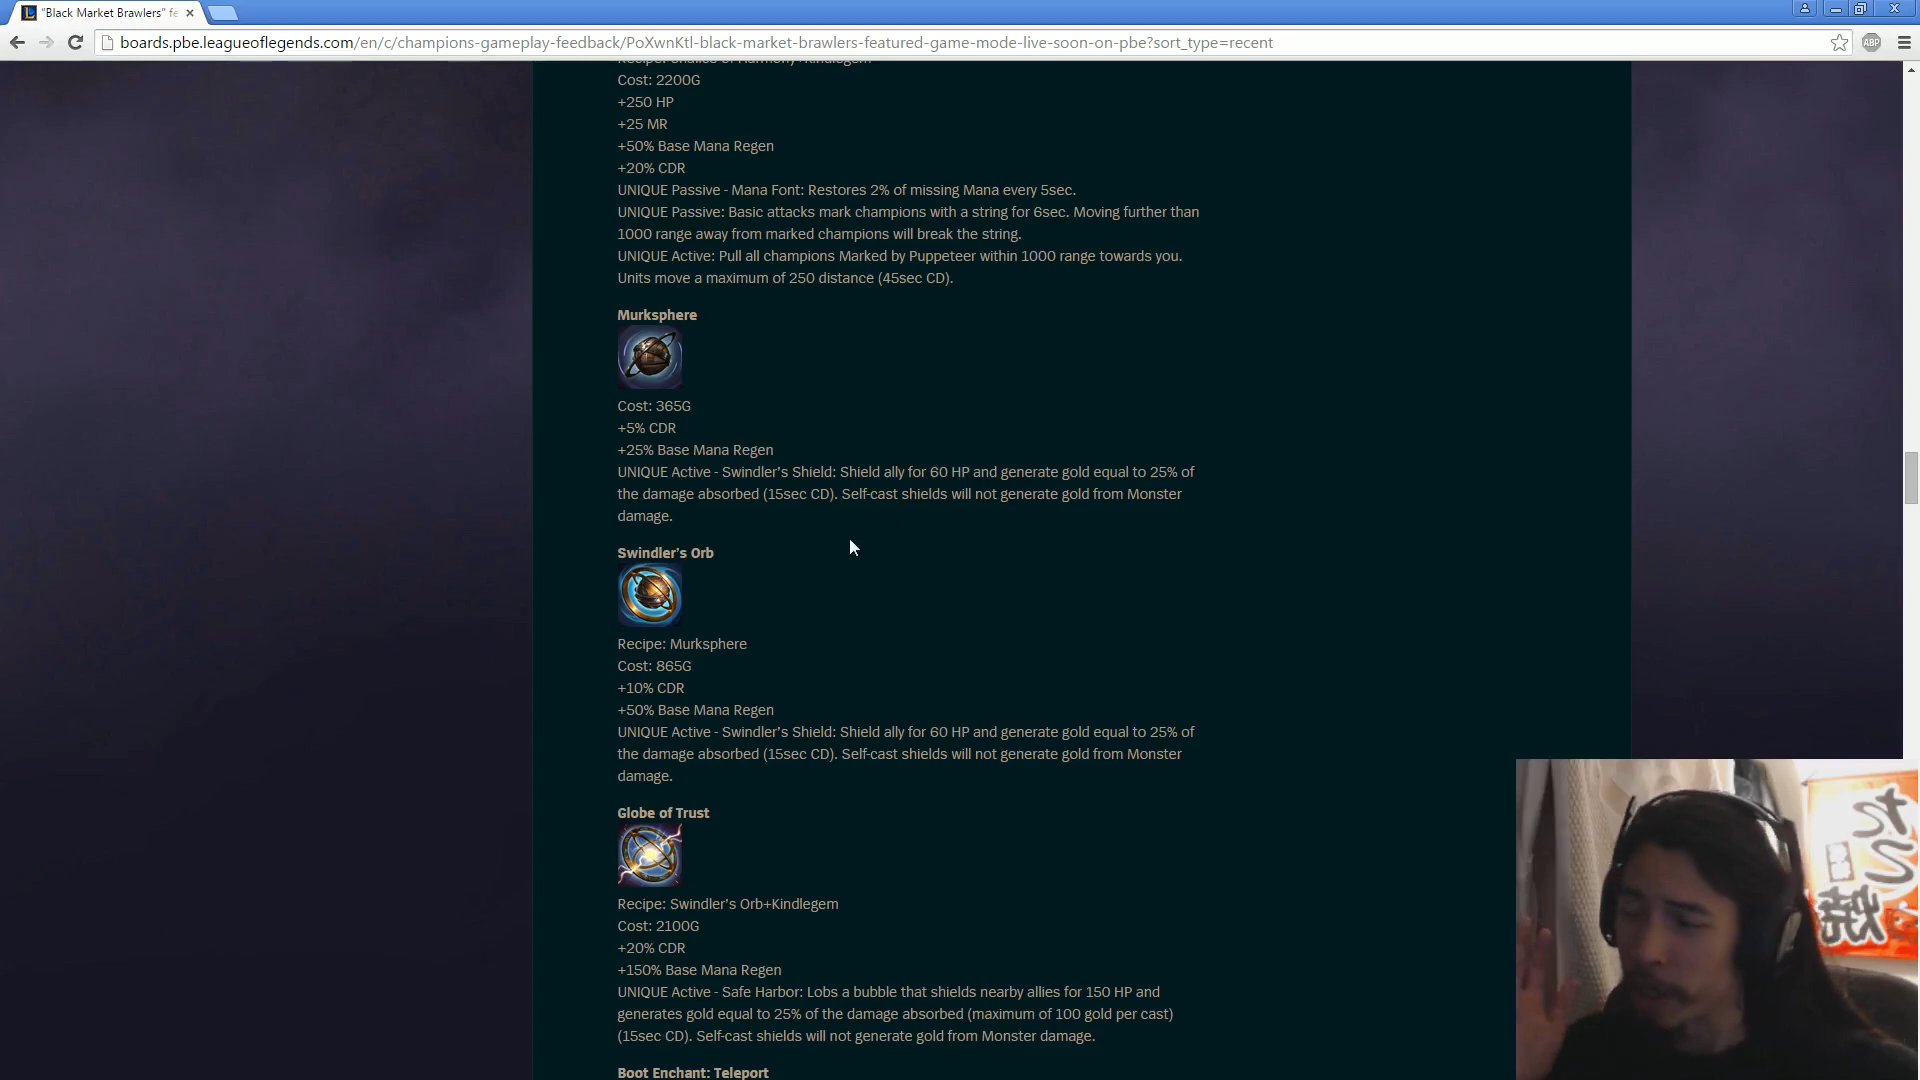 "Black Market Brawlers" fe
boards.pbe.leagueoflegends.com/en/c/champions-gameplay-feedback/PoXwnKtl-black-market-brawlers-featured-game-mode-live-soon-on-pbe?sort_type=recent
ABP
Recipe: Chalice of Harmony+Kindlegem
Cost: 2200G
+250 HP
+25 MR
+50% Base Mana Regen
+20% CDR
UNIQUE Passive - Mana Font: Restores 2% of missing Mana every 5sec.
UNIQUE Passive: Basic attacks mark champions with a string for 6sec. Moving further than
1000 range away from marked champions will break the string.
UNIQUE Active: Pull all champions Marked by Puppeteer within 1000 range towards you.
Units move a maximum of 250 distance (45sec CD).
Murksphere
Cost: 365G
+5% CDR
+25% Base Mana Regen
UNIQUE Active - Swindler's Shield: Shield ally for 60 HP and generate gold equal to 25% of
the damage absorbed (15sec CD). Self-cast shields will not generate gold from Monster
damage.
Swindler's Orb
Recipe: Murksphere
Cost: 865G
+10% CDR
+50% Base Mana Regen
UNIQUE Active - Swindler's Shield: Shield ally for 60 HP and generate gold equal to 25% of
the damage absorbed (15sec CD). Self-cast shields will not generate gold from Monster
damage.
Globe of Trust
Recipe: Swindler's Orb+Kindlegem
Cost: 2100G
+20% CDR
+150% Base Mana Regen
UNIQUE Active - Safe Harbor: Lobs a bubble that shields nearby allies for 150 HP and
generates gold equal to 25% of the damage absorbed (maximum of 100 gold per cast)
(15sec CD). Self-cast shields will not generate gold from Monster damage.
Boot Enchant: Teleport
たこ焼